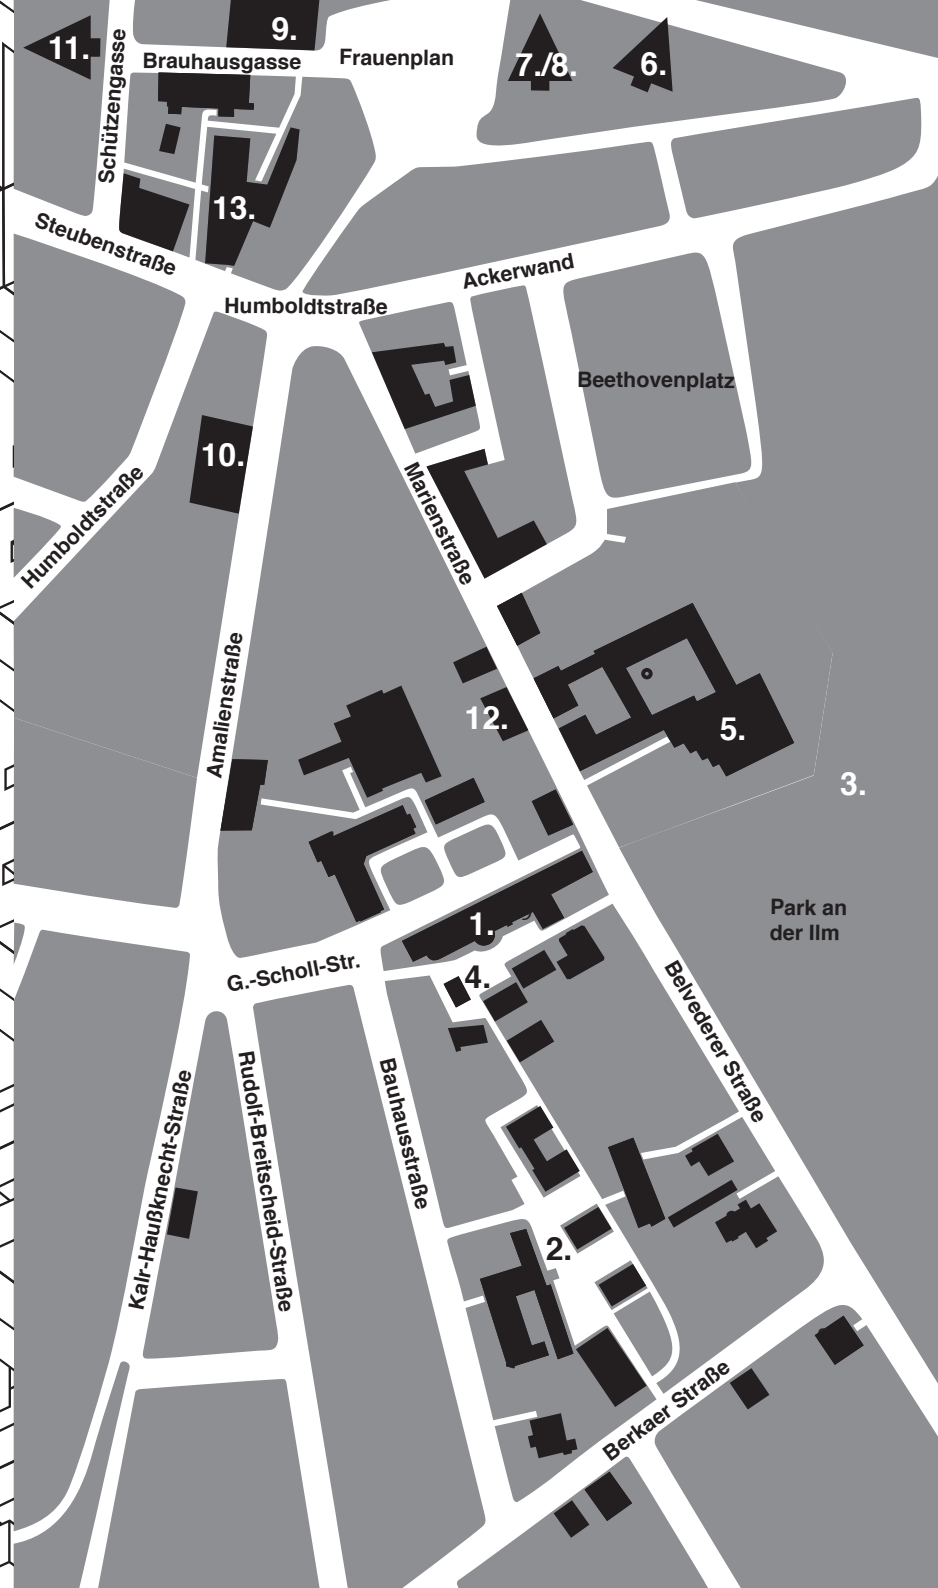 9.
11.
Brauhausgasse
Frauenplan
7./8.
6.
Schützengasse
13.
Steubenstraße
Ackerwand
Humboldtstraße
Beethovenplatz
10.
Marienstraße
Humboldtstraße
Amalienstraße
12.
5.
3.
Park an
der Ilm
1.
4.
G.-Scholl-Str.
Belvederer Straße
Bauhausstraße
Rudolf-Breitscheid-Straße
Kalr-Haußknecht-Straße
2.
Berkaer Straße